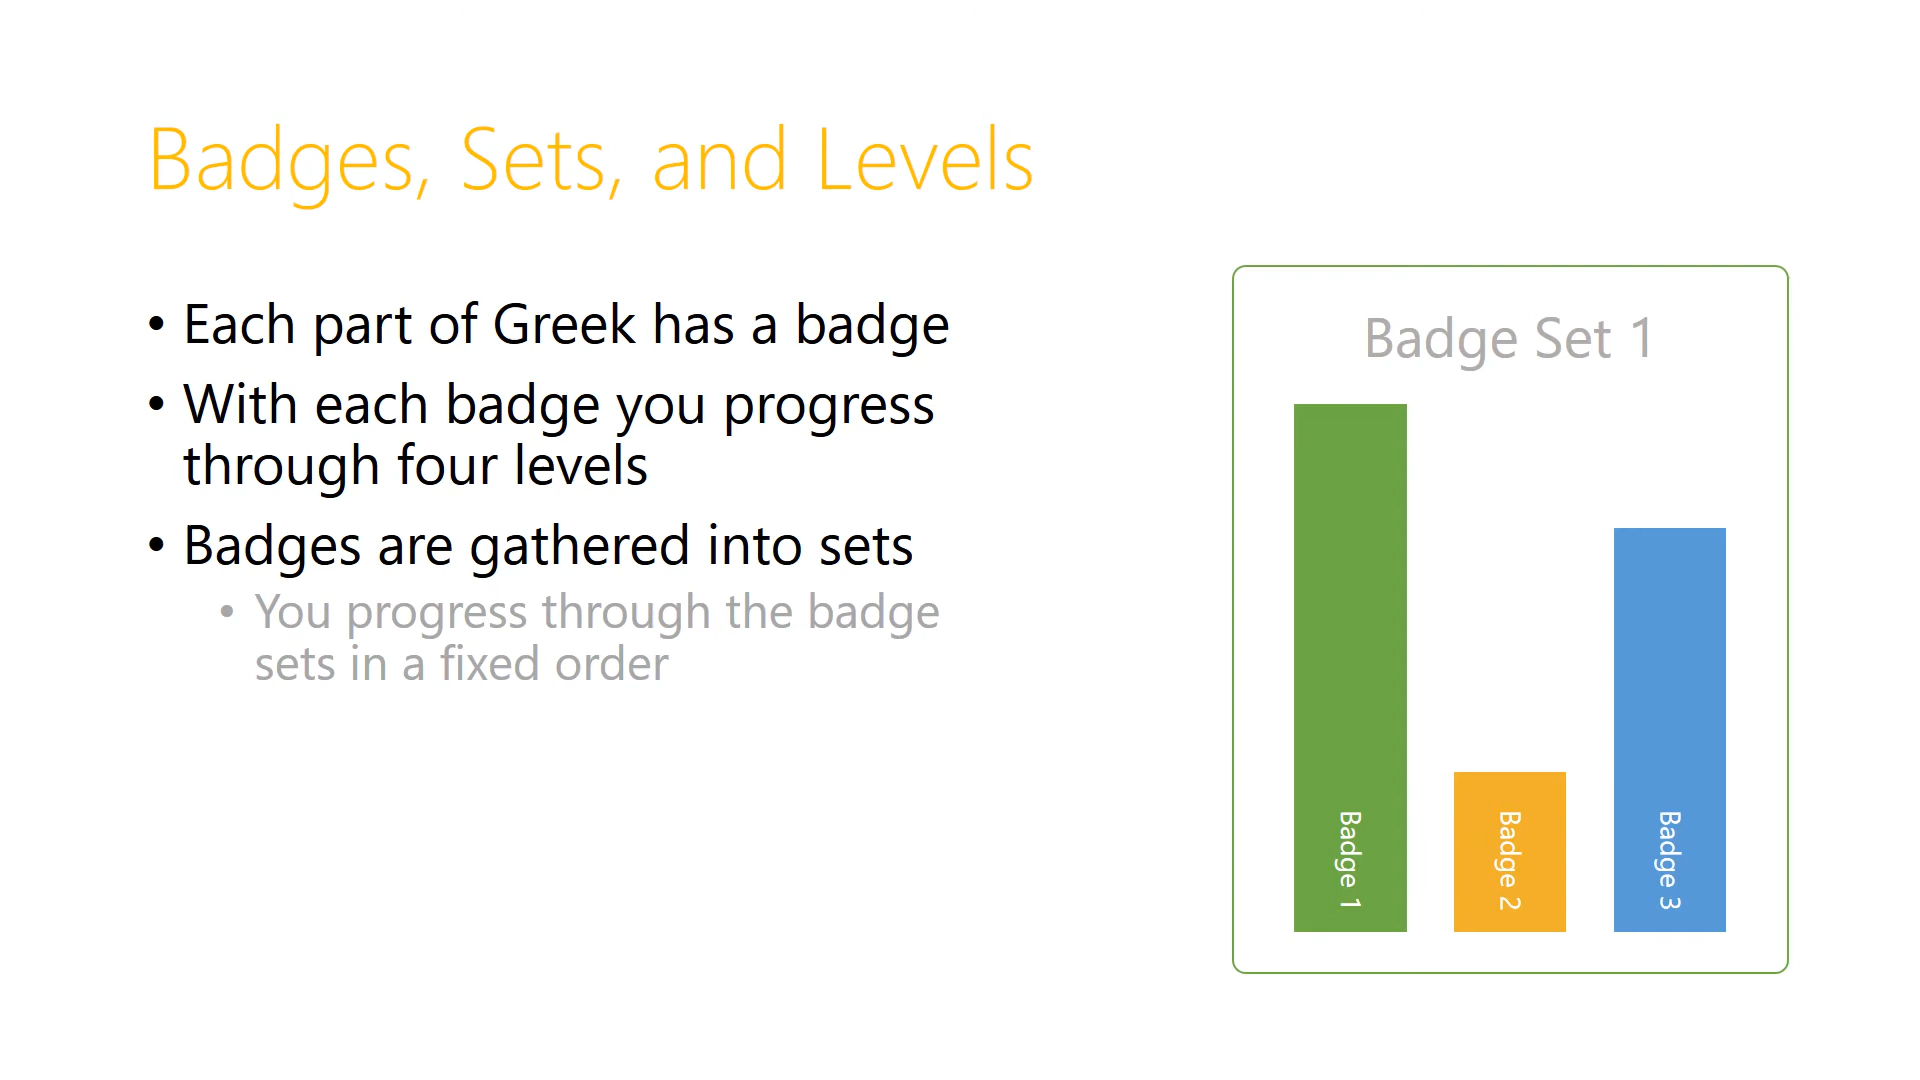 Badges, Sets, and Levels
• Each part of Greek has a badge
• With each badge you progress
through four levels
• Badges are gathered into sets
• You progress through the badge
sets in a fixed order
Badge Set 1
Badge 1
Badge 2
Badge 3